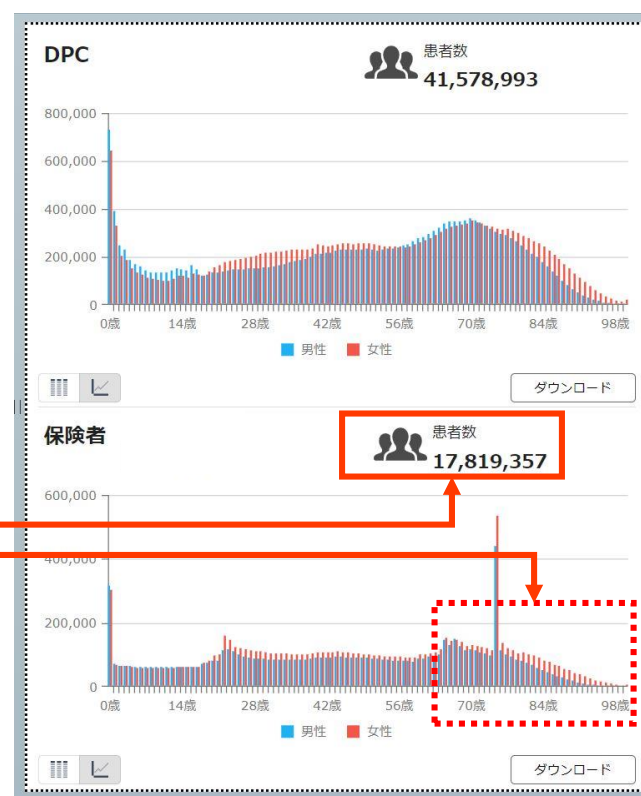 DPC
患者数
41,578,993
800,000
600,000
400,000
200,000
0
0歳 14歳 28歳 42歳 56歳 70歳 84歳 98歳
男性 女性
ダウンロード
保険者
患者数
17,819,357
600,000
400,000
200,000
0
0歳 14歳 28歳 42歳 56歳 70歳 84歳 98歳
男性 女性
ダウンロード